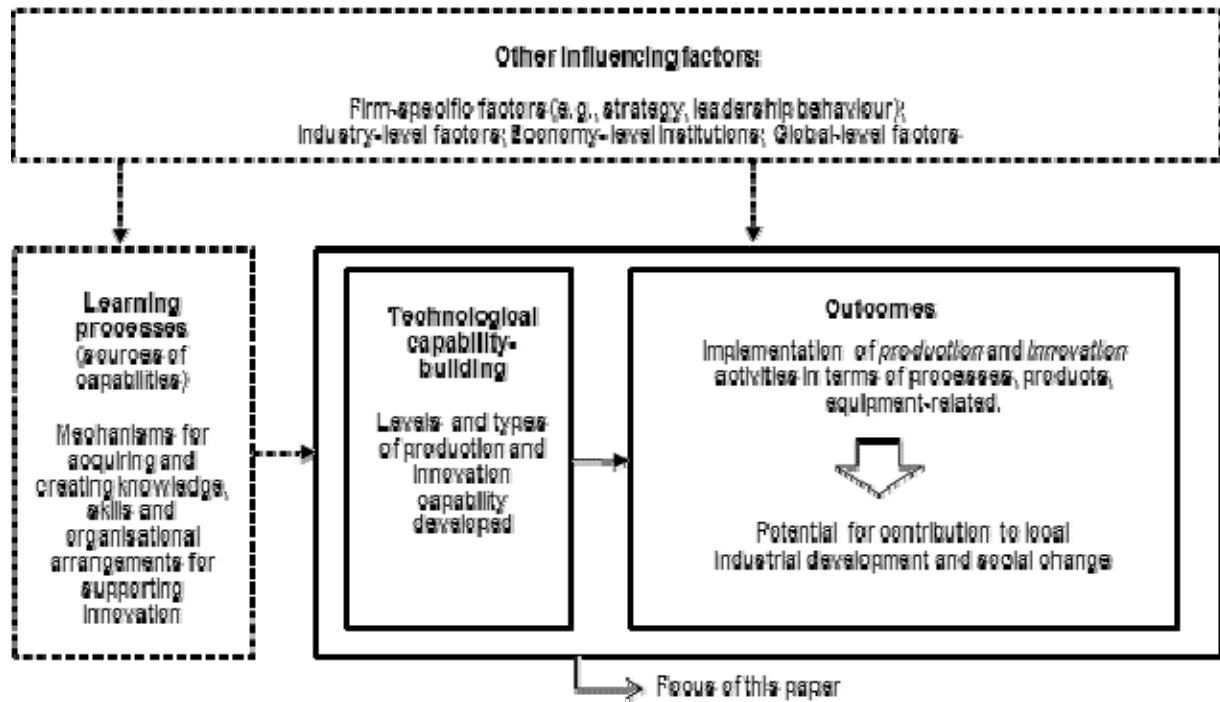 Other influencing factors:
Firm-specific factors (e.g., strategy, leadership behaviour);
Industry-level factors; Economy-level institutions; Global-level factors
Learning
processes
(sources of
capabilities)
Mechanisms for
acquiring and
creating knowledge,
skills and
organisational
arrangements for
supporting
innovation
Technological
capability-
building
Levels and types
of production and
innovation
capability
developed
Outcomes
Implementation of production and innovation
activities in terms of processes, products,
equipment-related.
Potential for contribution to local
industrial development and social change
Focus of this paper